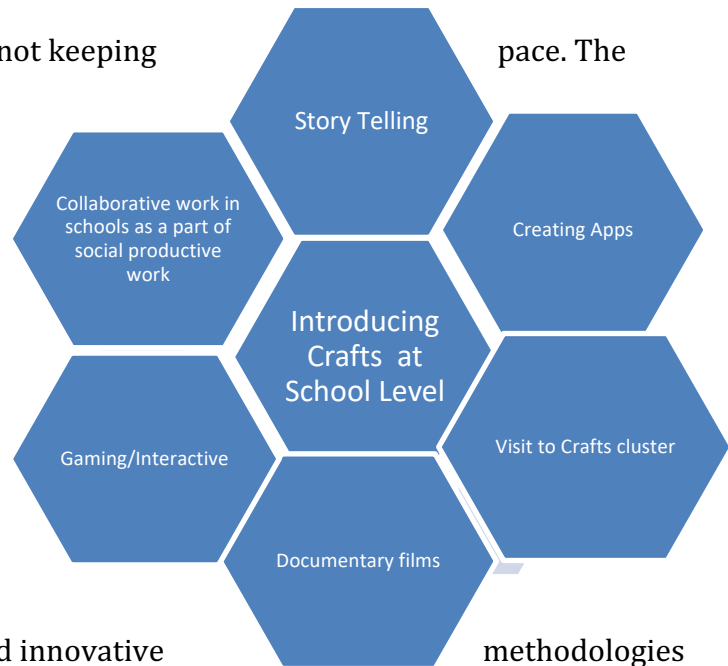 not keeping pace. The
Story Telling
Collaborative work in
schools as a part of
social productive
work
Creating Apps
Introducing
Crafts at
School Level
Gaming/Interactive
Visit to Crafts cluster
Documentary films
innovative methodologies